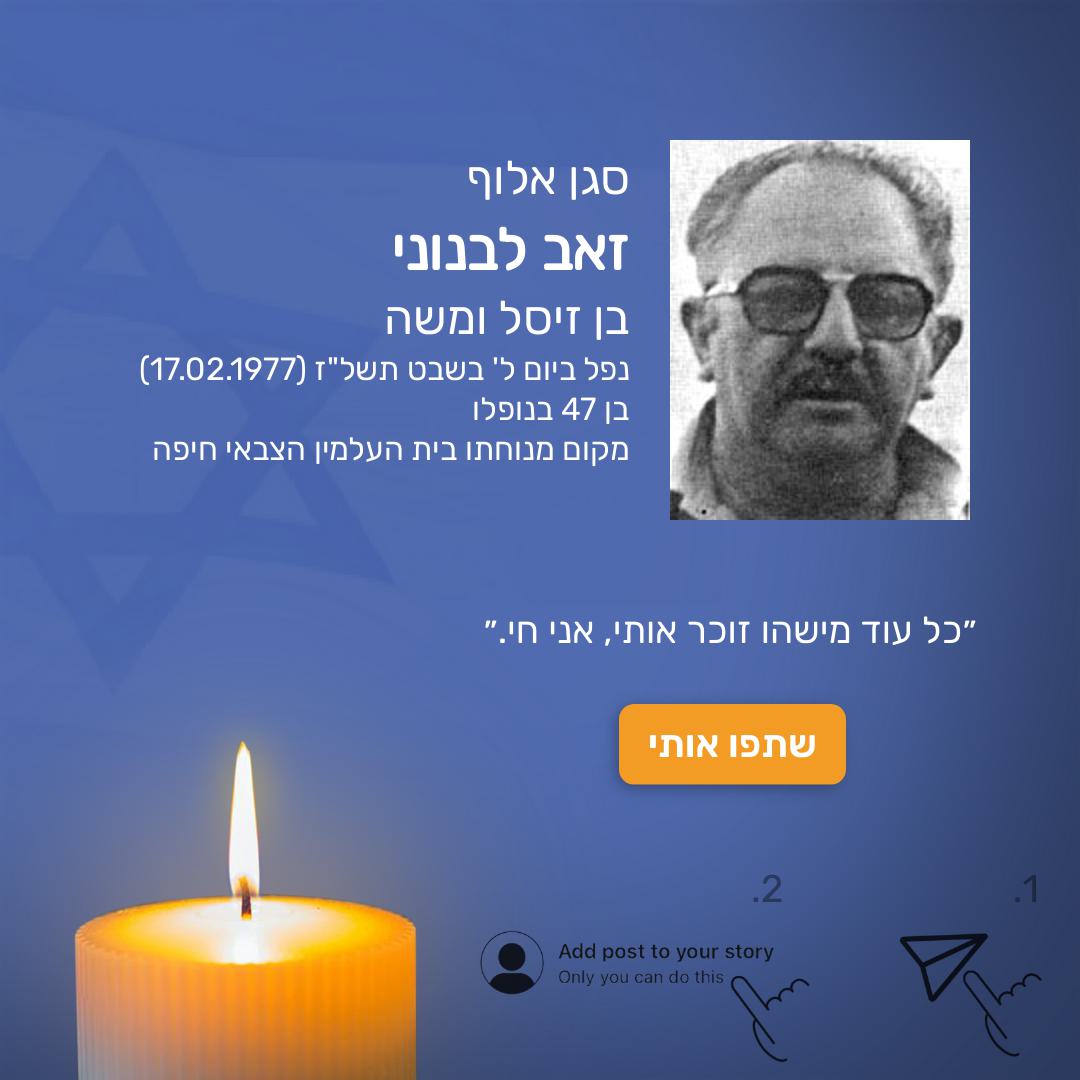 סגן אלוף
זאב לבנוני
בן זיסל ומשה
נפל ביום ל' בשבט תשל"ז (17.02.1977)
בן 47 בנופלו
מקום מנוחתו בית העלמין הצבאי חיפה
״כל עוד מישהו זוכר אותי, אני חי.״
שתפו אותי
1.
2.
Add post to your story
Only you can do this